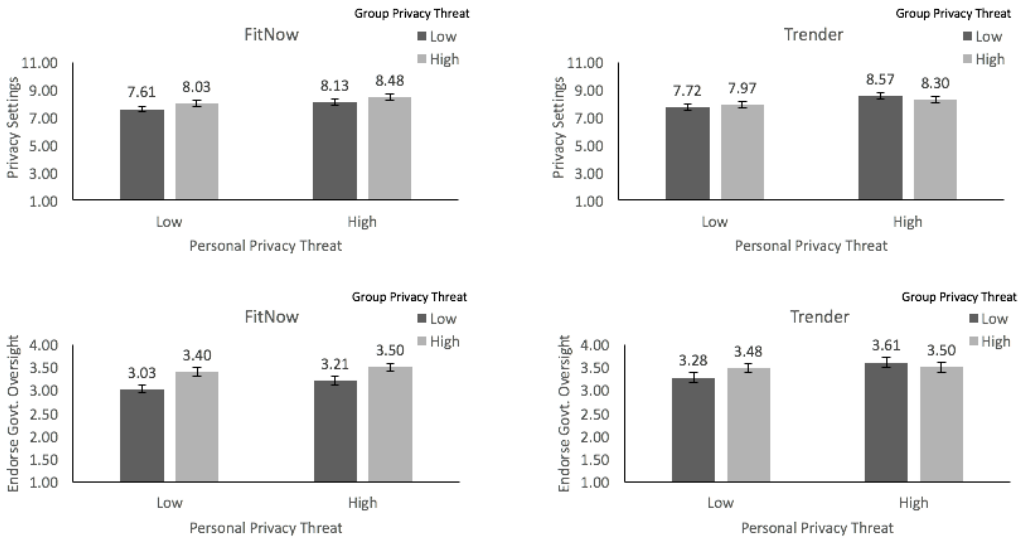 Group Privacy Threat
FitNow
Low
High
11.00
9.00
7.00
5.00
3.00
1.00
Privacy Settings
7.61
8.03
8.13
8.48
Low
High
Personal Privacy Threat
Group Privacy Threat
Trender
Low
High
11.00
9.00
7.00
5.00
3.00
1.00
Privacy Settings
7.72
7.97
8.57
8.30
Low
High
Personal Privacy Threat
Group Privacy Threat
FitNow
Low
High
4.00
3.50
3.00
2.50
2.00
1.50
1.00
Endorse Govt. Oversight
3.03
3.40
3.21
3.50
Low
High
Personal Privacy Threat
Group Privacy Threat
Trender
Low
High
4.00
3.50
3.00
2.50
2.00
1.50
1.00
Endorse Govt. Oversight
3.28
3.48
3.61
3.50
Low
High
Personal Privacy Threat